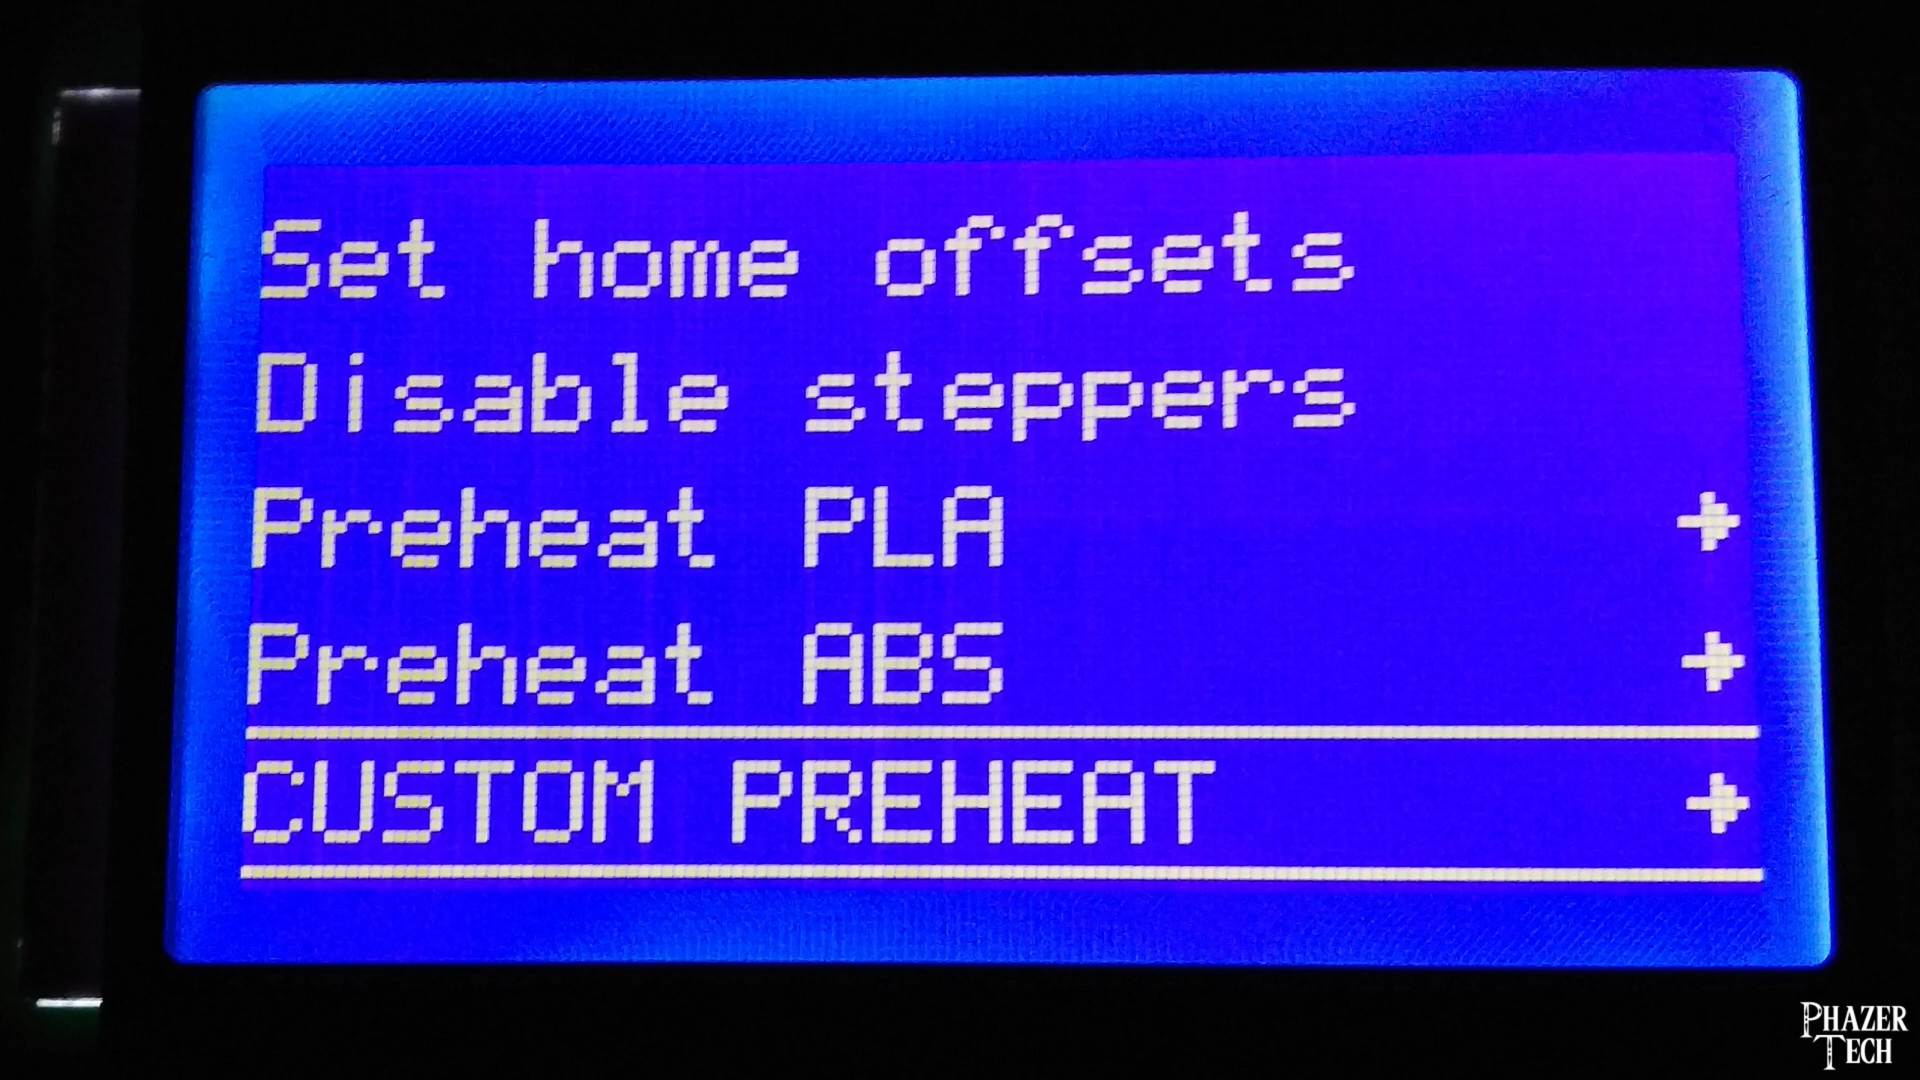 Set home offsets
Disable steppers
Preheat PLA →
Preheat ABS →
CUSTOM PREHEAT →
PHAZER
TECH